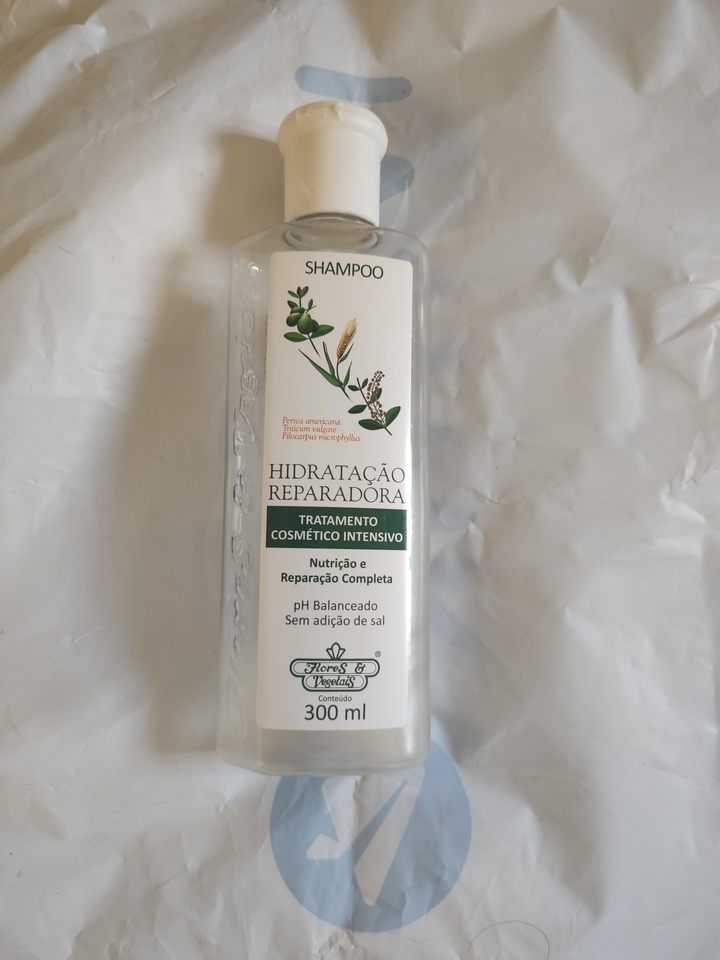 SHAMPOO
Persea americana
Triticum vulgare
Pilocarpus microphyllus
HIDRATAÇÃO
REPARADORA
TRATAMENTO
COSMÉTICO INTENSIVO
Nutrição e
Reparação Completa
pH Balanceado
Sem adição de sal
FloreS &
VegetaiS
®
Conteúdo
300 ml